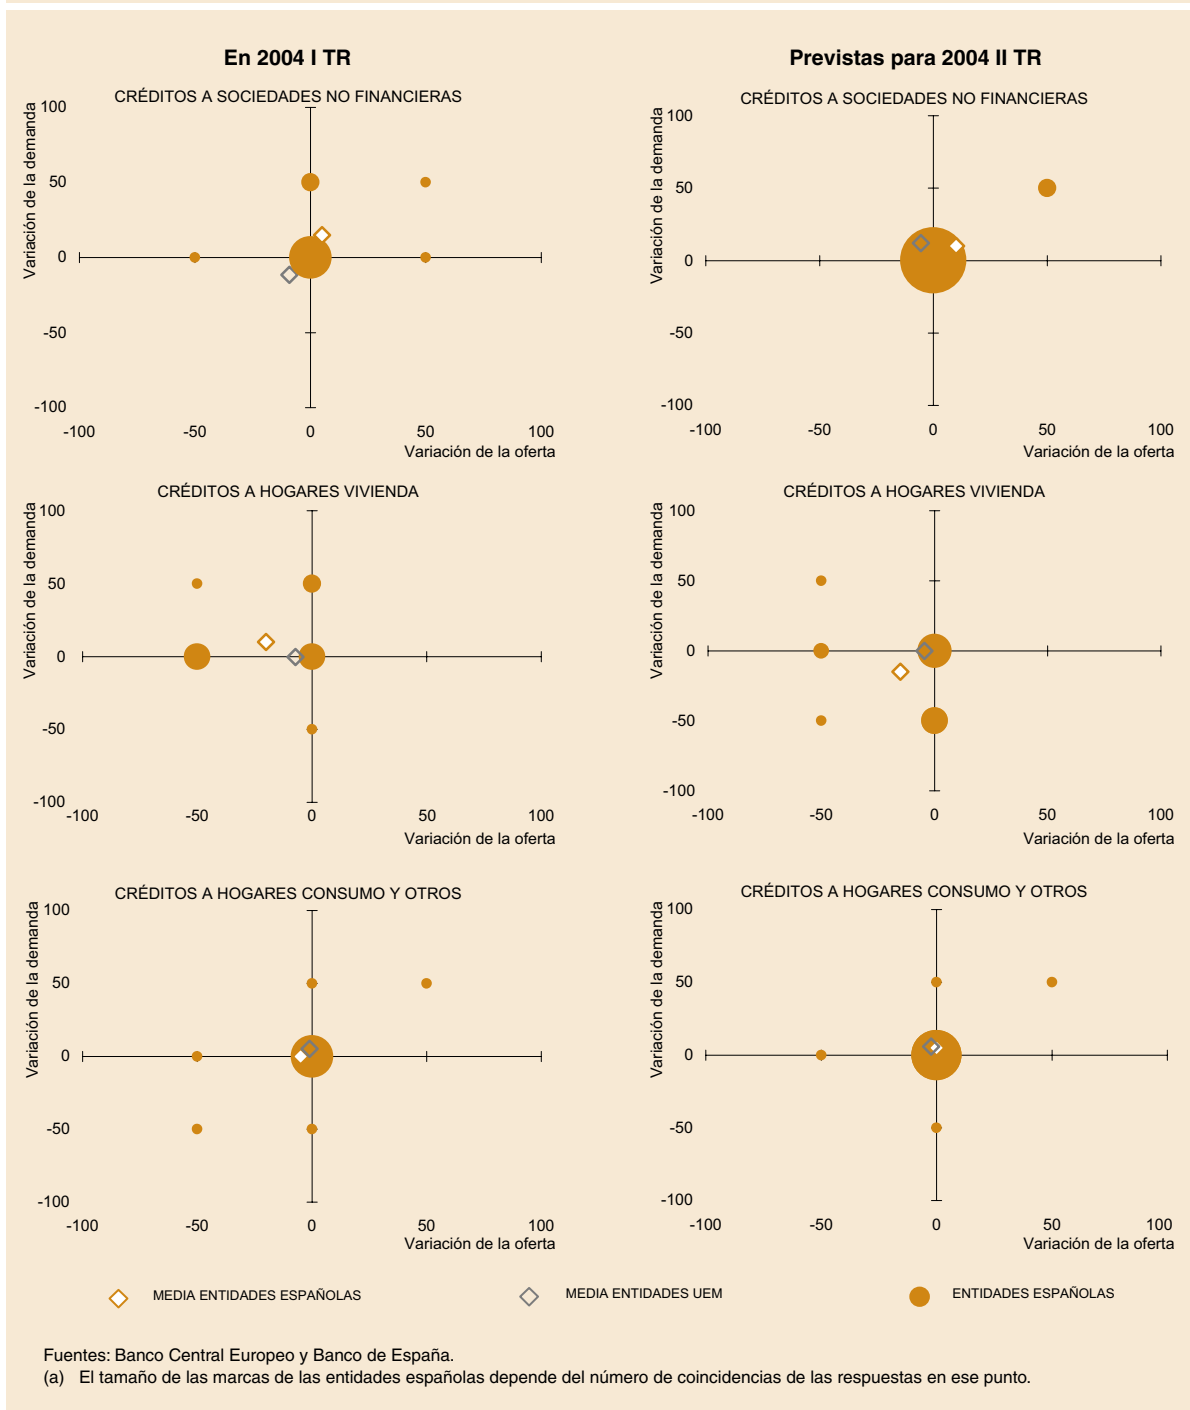 En 2004 I TR
Previstas para 2004 II TR
CRÉDITOS A SOCIEDADES NO FINANCIERAS
Variación de la demanda
100
50
0
-50
-100
-100
-50
0
50
100
Variación de la oferta
CRÉDITOS A SOCIEDADES NO FINANCIERAS
Variación de la demanda
100
50
0
-50
-100
-100
-50
0
50
100
Variación de la oferta
CRÉDITOS A HOGARES VIVIENDA
Variación de la demanda
100
50
0
-50
-100
-100
-50
0
50
100
Variación de la oferta
CRÉDITOS A HOGARES VIVIENDA
Variación de la demanda
100
50
0
-50
-100
-100
-50
0
50
100
Variación de la oferta
CRÉDITOS A HOGARES CONSUMO Y OTROS
Variación de la demanda
100
50
0
-50
-100
-100
-50
0
50
100
Variación de la oferta
CRÉDITOS A HOGARES CONSUMO Y OTROS
Variación de la demanda
100
50
0
-50
-100
-100
-50
0
50
100
Variación de la oferta
MEDIA ENTIDADES ESPAÑOLAS
MEDIA ENTIDADES UEM
ENTIDADES ESPAÑOLAS
Fuentes: Banco Central Europeo y Banco de España.
(a) El tamaño de las marcas de las entidades españolas depende del número de coincidencias de las respuestas en ese punto.